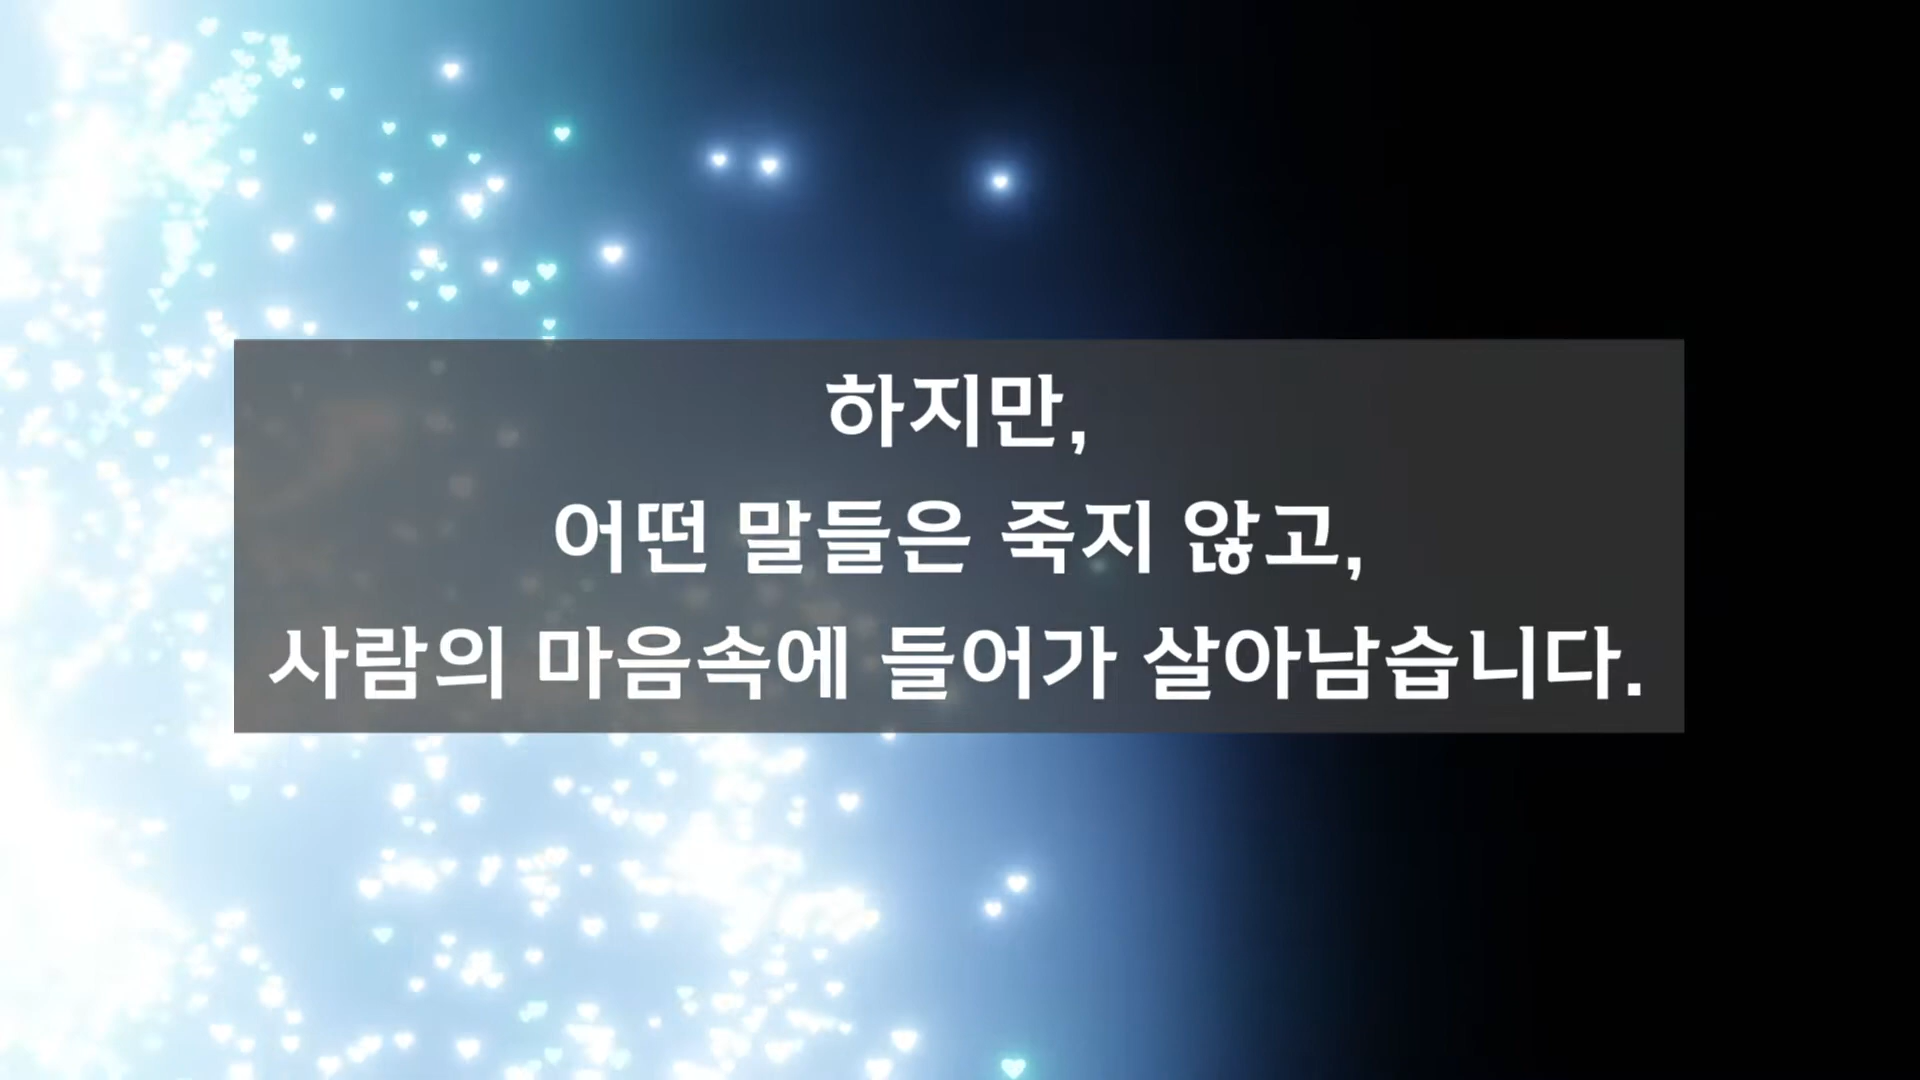 하지만,
어떤 말들은 죽지 않고,
사람의 마음속에 들어가 살아남습니다.